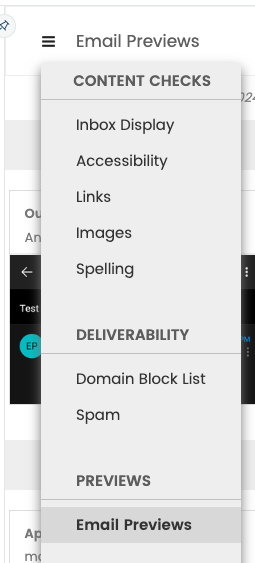 Email Previews
CONTENT CHECKS
Inbox Display
Accessibility
Links
Images
Spelling
Test
EP
DELIVERABILITY
Domain Block List
Spam
PREVIEWS
Email Previews